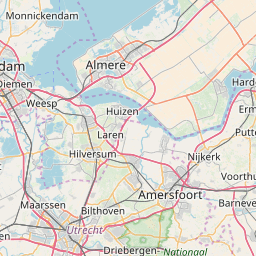 Monnickendam
dam
Almere
Diemen
Hard
Weesp
Huizen
Erm
Laren
Putte
Hilversum
Nijkerk
Voorthu
Amersfoort
Maarssen
Bilthoven
Barneve
Utrecht
Driebergen-
Nationaal